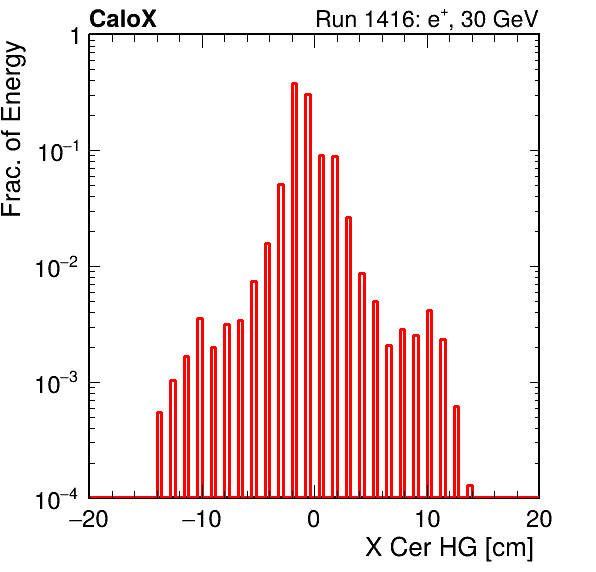 CaloX
Run 1416: e⁺, 30 GeV
Frac. of Energy
1
10⁻¹
10⁻²
10⁻³
10⁻⁴
−20
−10
0
10
20
X Cer HG [cm]